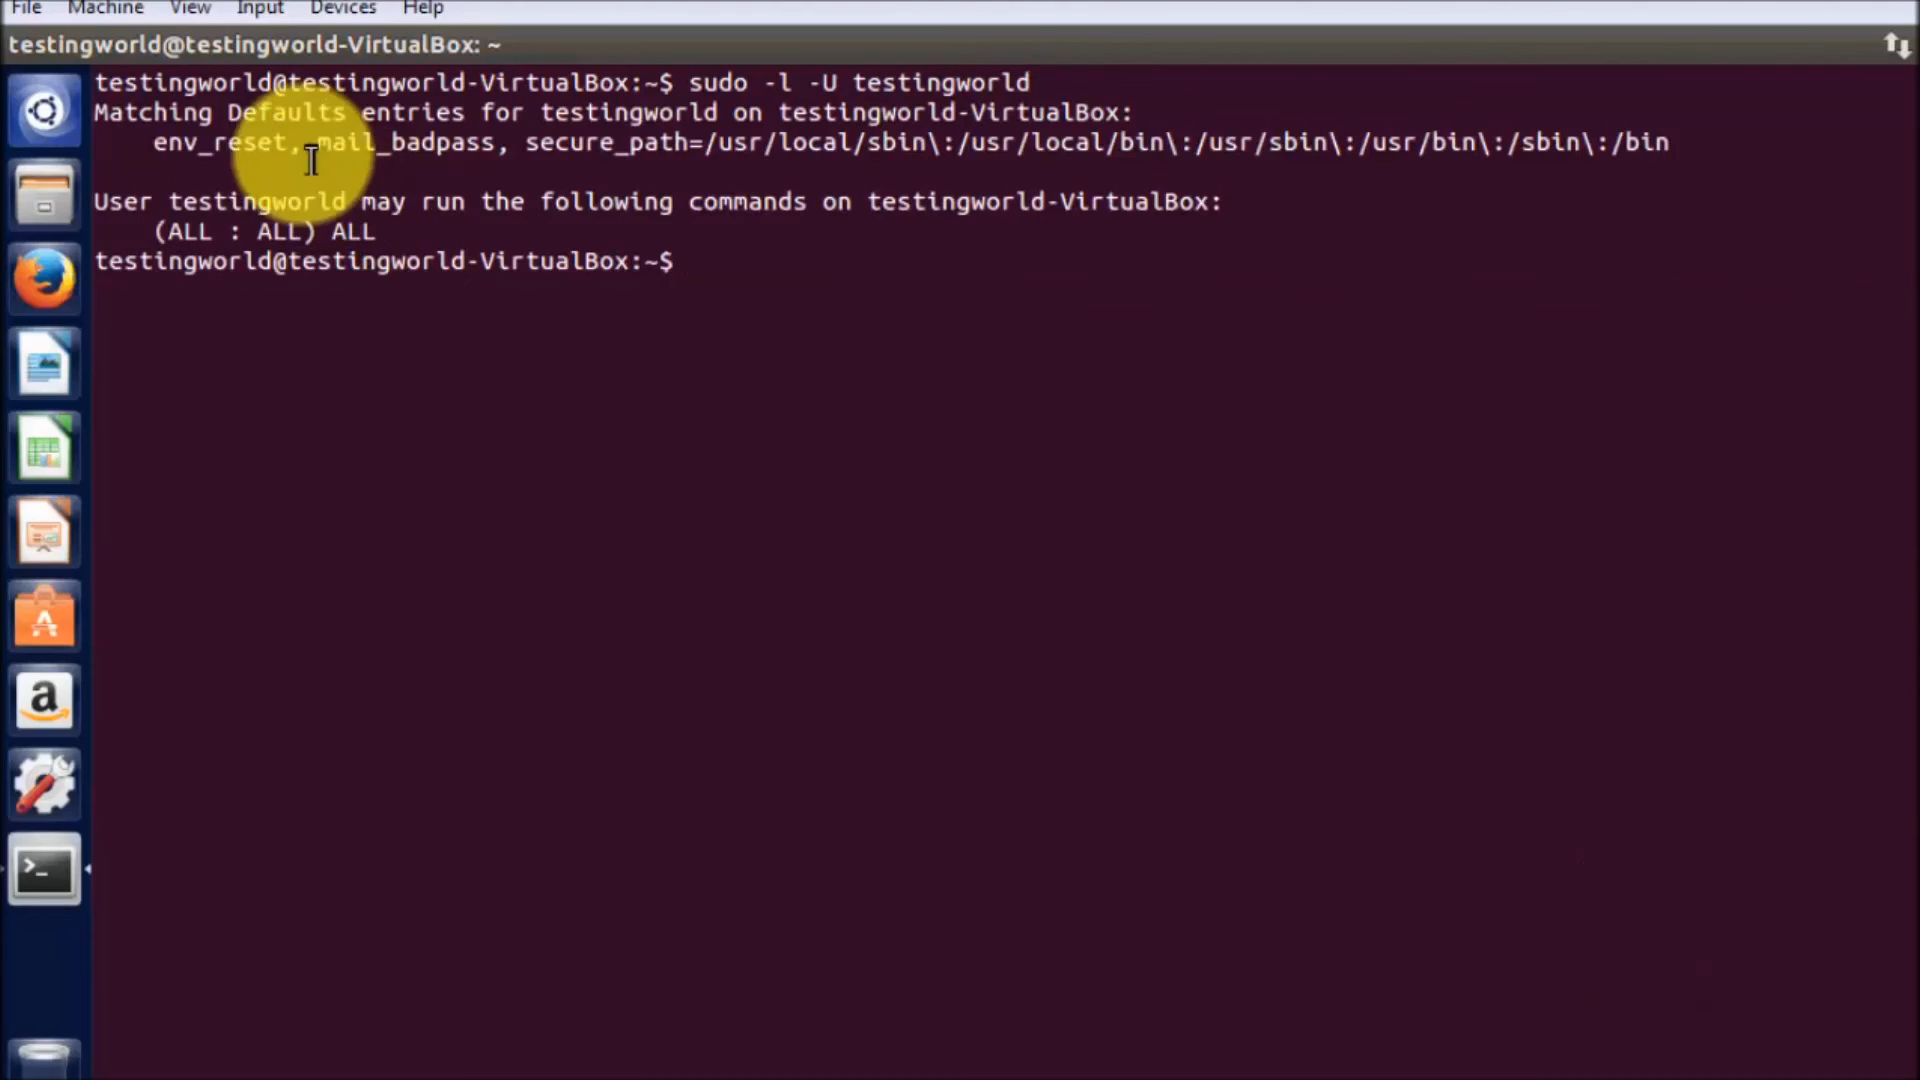 File Machine View Input Devices Help
testingworld@testingworld-VirtualBox: ~
testingworld@testingworld-VirtualBox:~$ sudo -l -U testingworld
Matching Defaults entries for testingworld on testingworld-VirtualBox:
    env_reset, mail_badpass, secure_path=/usr/local/sbin\:/usr/local/bin\:/usr/sbin\:/usr/bin\:/sbin\:/bin
User testingworld may run the following commands on testingworld-VirtualBox:
    (ALL : ALL) ALL
testingworld@testingworld-VirtualBox:~$